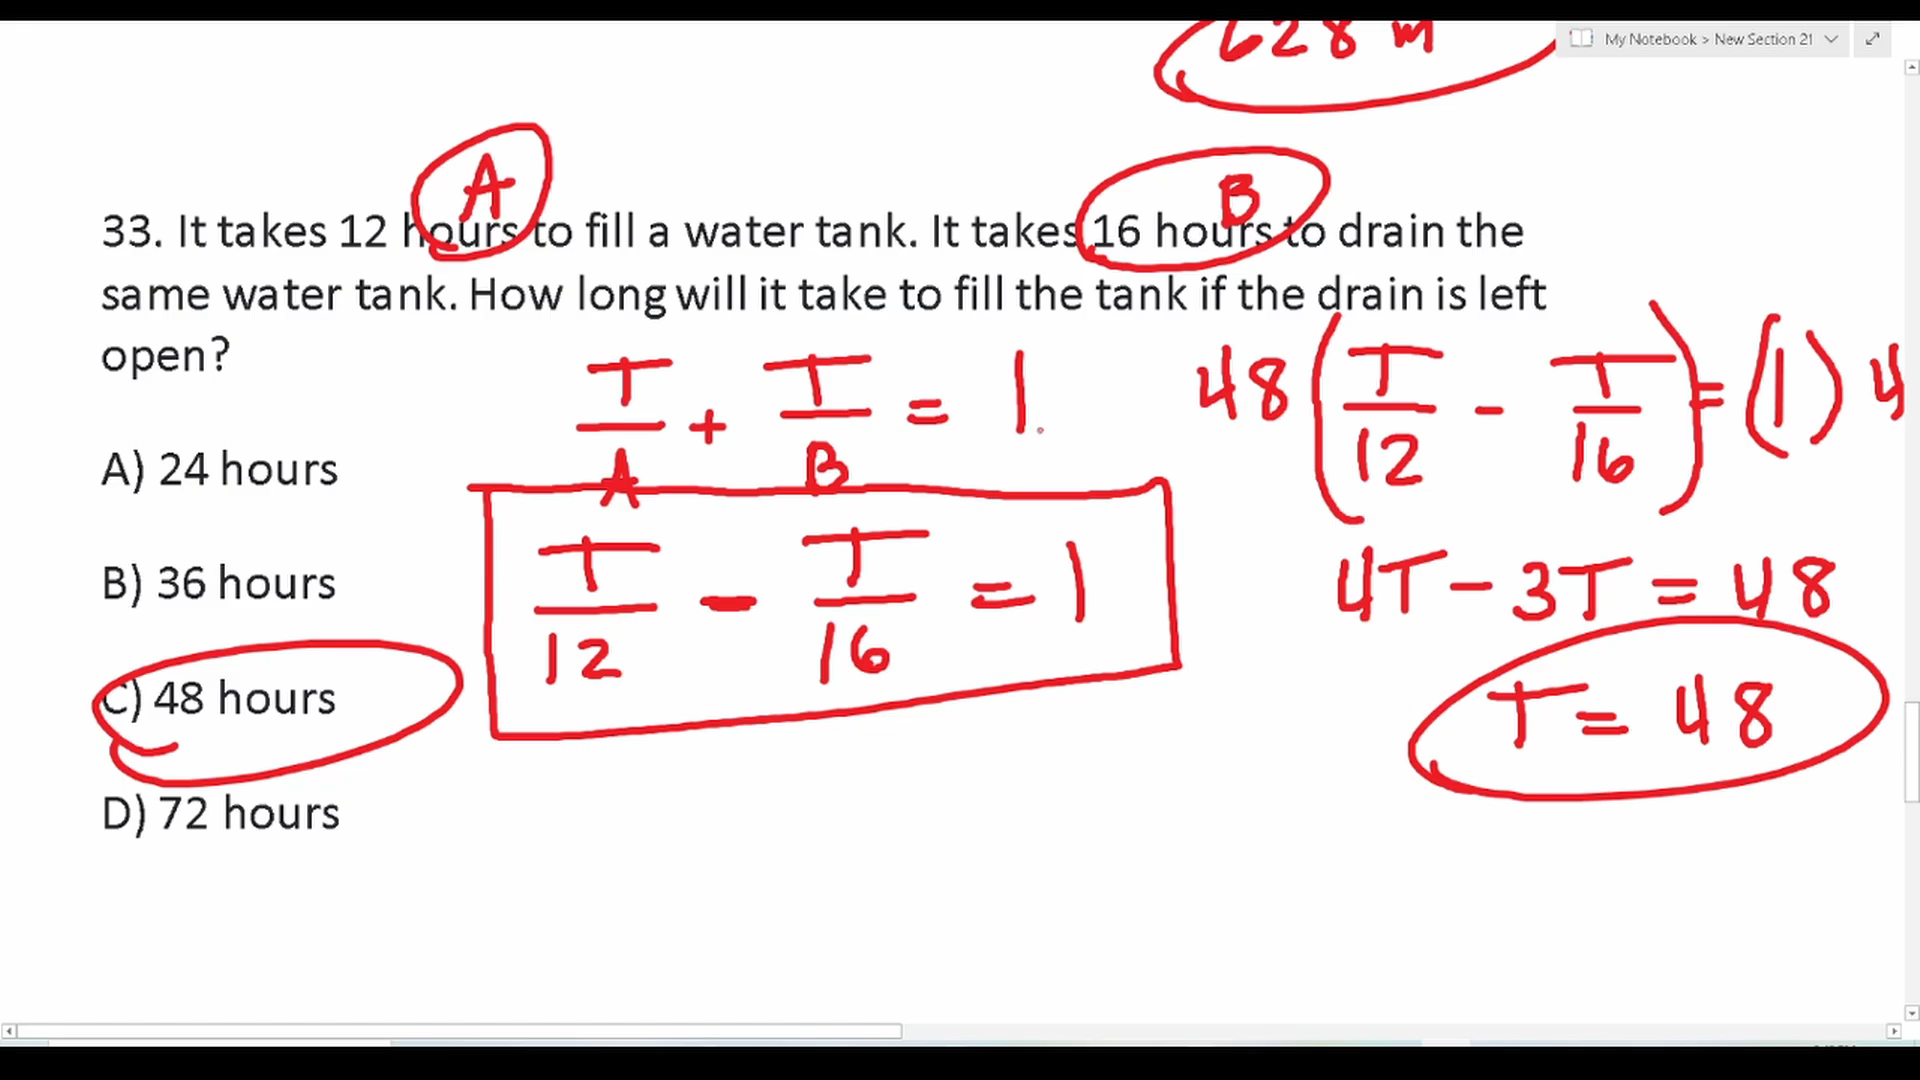 628 m
My Notebook > New Section 21
A
B
33. It takes 12 hours to fill a water tank. It takes 16 hours to drain the
same water tank. How long will it take to fill the tank if the drain is left
open?
T/A + T/B = 1
48(T/12 - T/16) = (1) 4
A) 24 hours
B) 36 hours
T/12 - T/16 = 1
4T - 3T = 48
C) 48 hours
T = 48
D) 72 hours